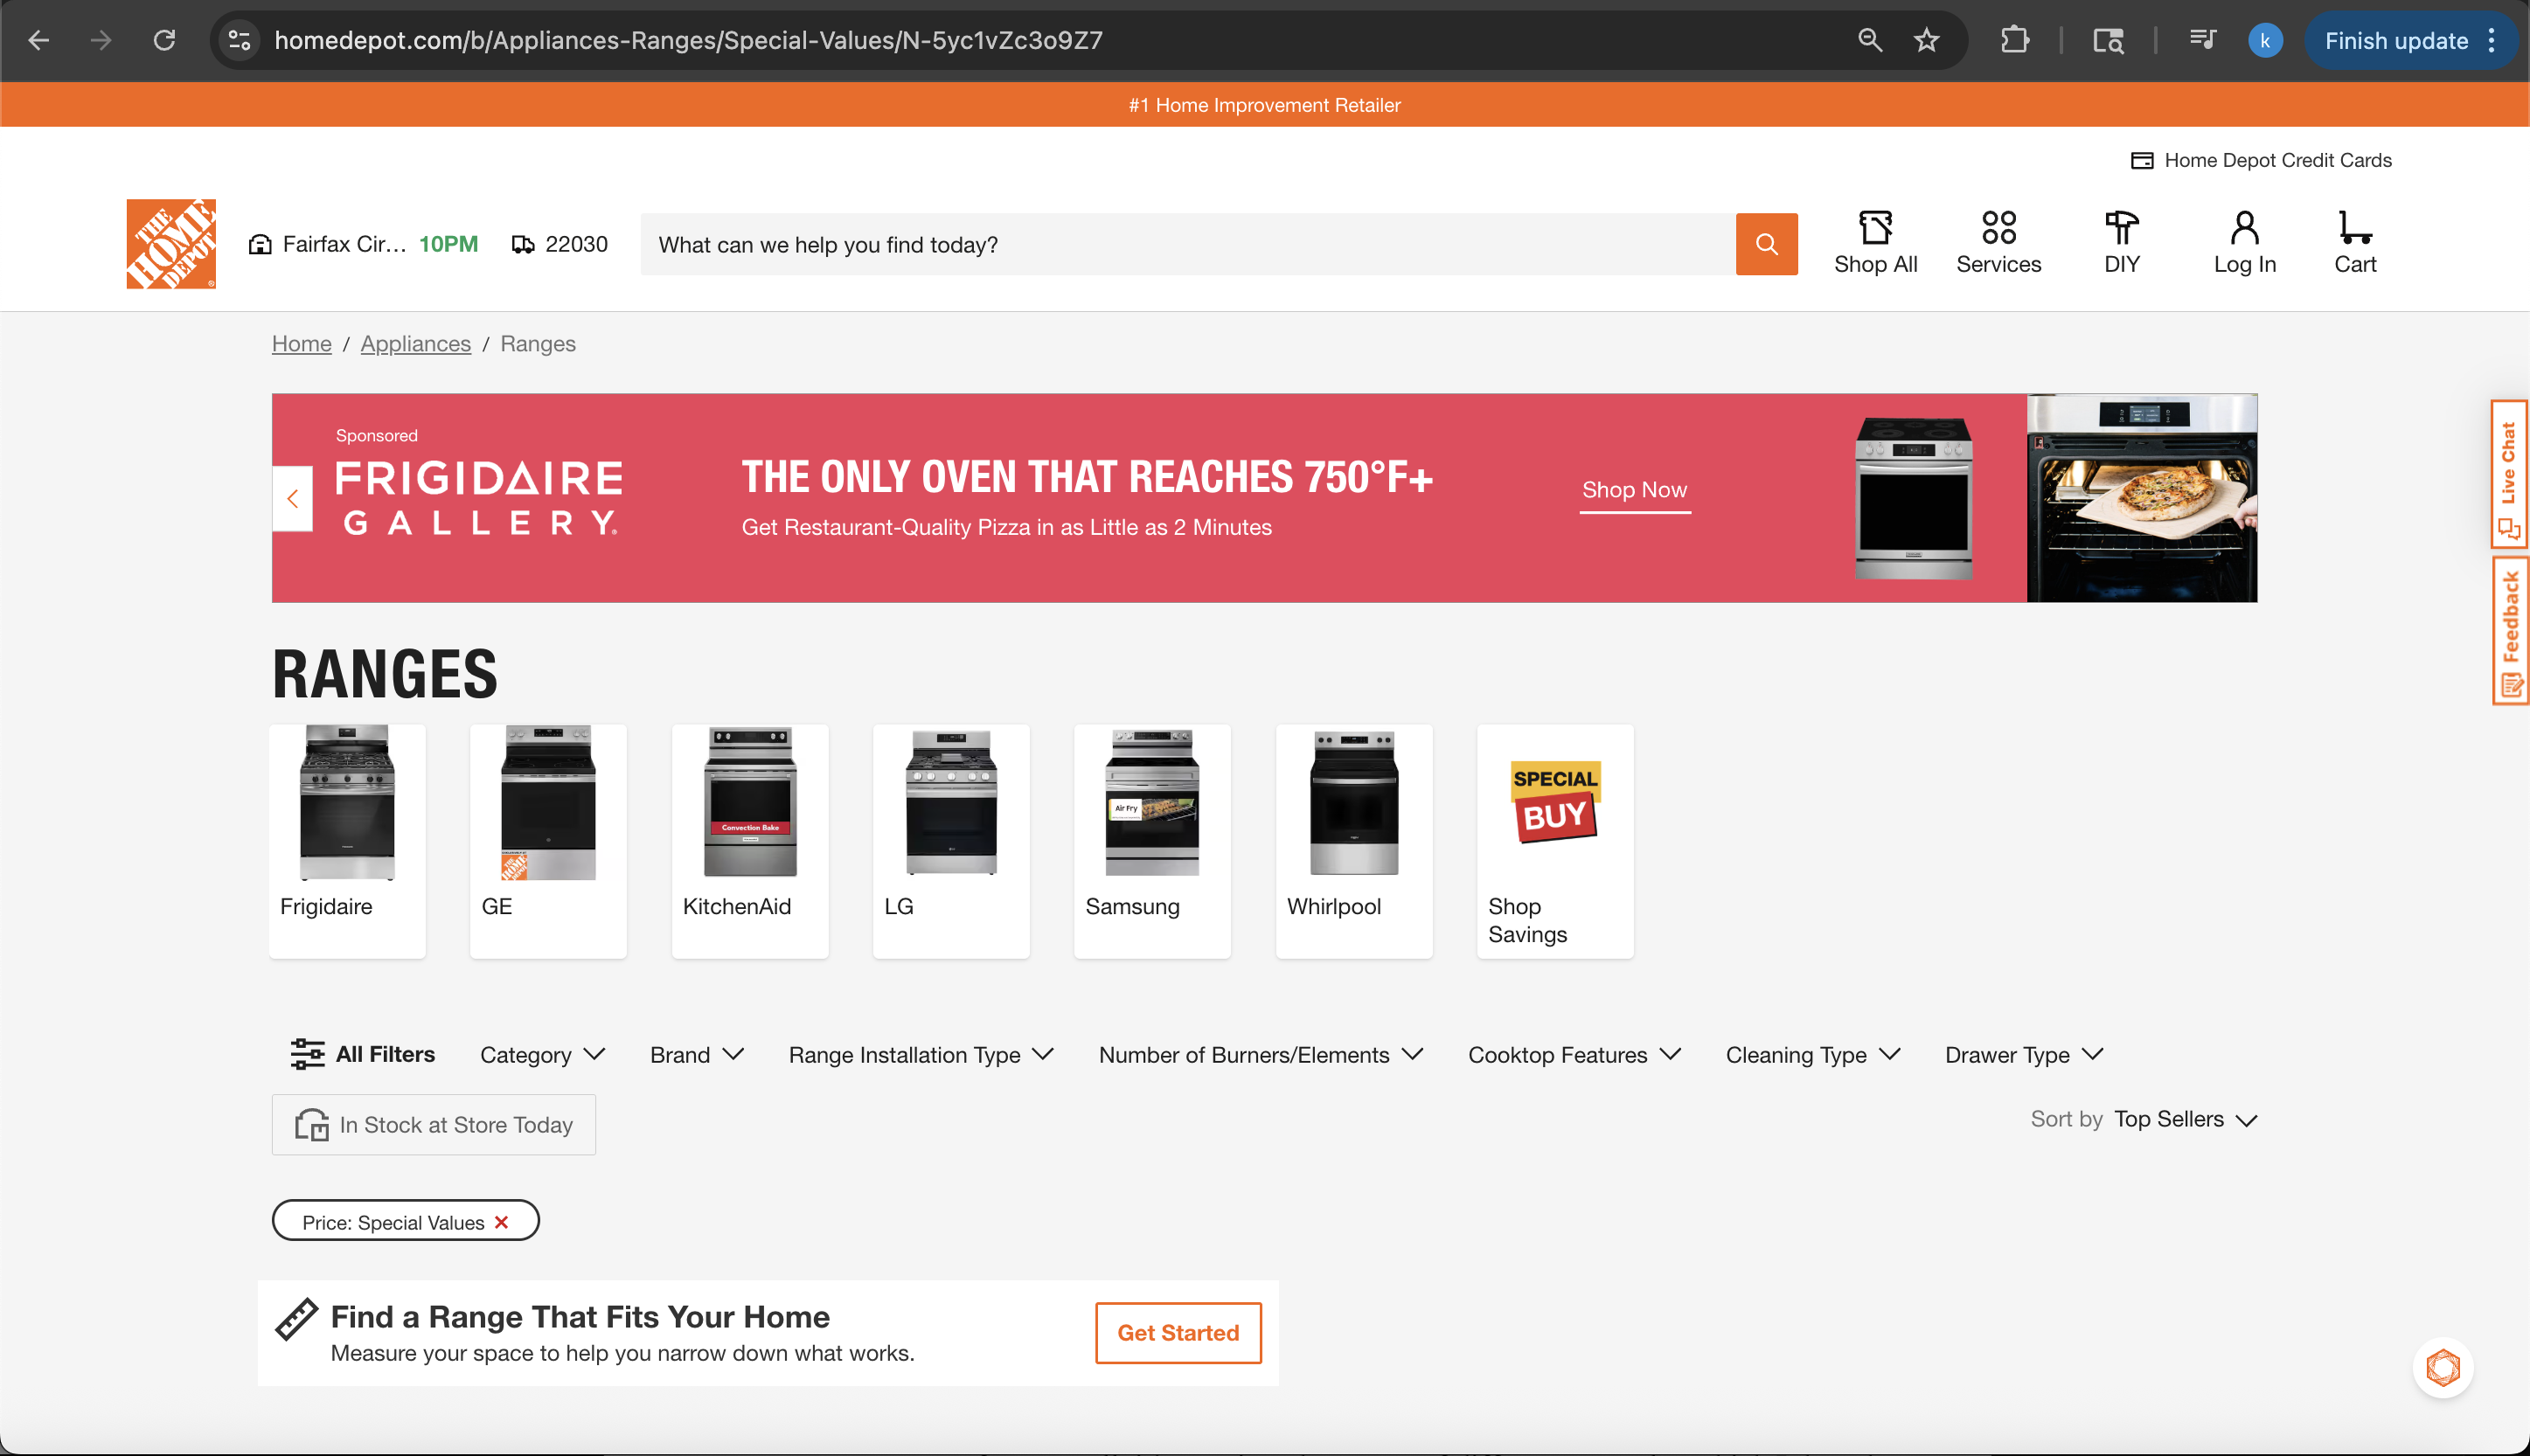 homedepot.com/b/Appliances-Ranges/Special-Values/N-5yc1vZc3o9Z7
k
Finish update
#1 Home Improvement Retailer
Home Depot Credit Cards
THE HOME DEPOT
Fairfax Cir... 10PM
22030
What can we help you find today?
Shop All
Services
DIY
Log In
Cart
Home / Appliances / Ranges
Sponsored
FRIGIDAIRE
GALLERY®
THE ONLY OVEN THAT REACHES 750°F+
Get Restaurant-Quality Pizza in as Little as 2 Minutes
Shop Now
Live Chat
Feedback
RANGES
Convection Bake
Air Fry
SPECIAL
BUY
Frigidaire
GE
KitchenAid
LG
Samsung
Whirlpool
Shop
Savings
All Filters
Category
Brand
Range Installation Type
Number of Burners/Elements
Cooktop Features
Cleaning Type
Drawer Type
In Stock at Store Today
Sort by Top Sellers
Price: Special Values ×
Find a Range That Fits Your Home
Measure your space to help you narrow down what works.
Get Started